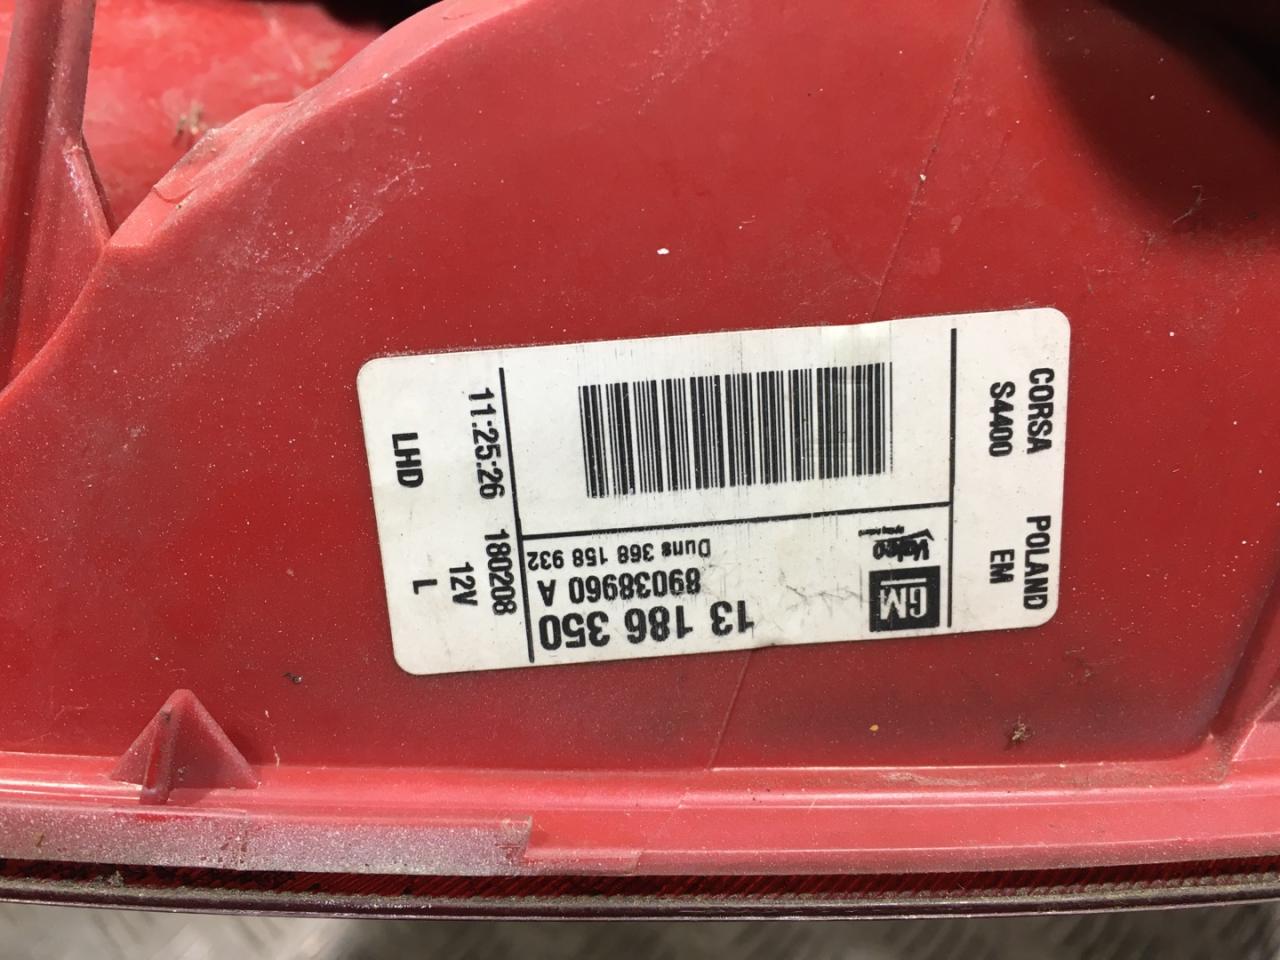 GM
13 186 350
89038960 A
Valeo
Duns 368 158 932
CORSA POLAND
S4400 EM
11:25:26 180208
12V
LHD L